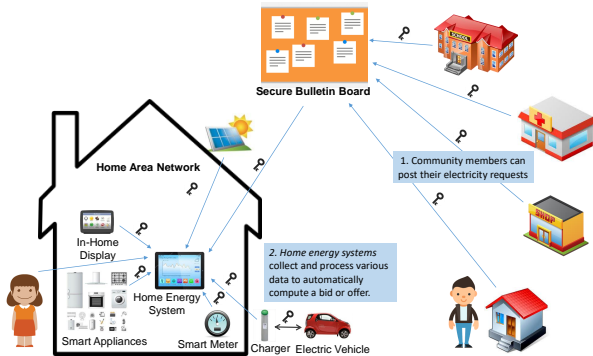 SCHOOL
Secure Bulletin Board
Home Area Network
1. Community members can
post their electricity requests
SHOP
In-Home
Display
2. Home energy systems
collect and process various
data to automatically
compute a bid or offer.
Home Energy
System
Smart Appliances
Smart Meter
Charger
Electric Vehicle